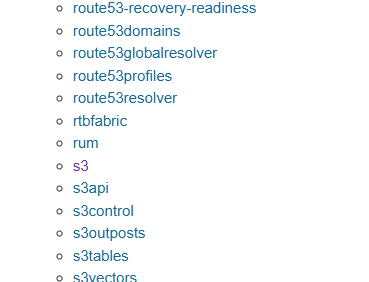 route53-recovery-readiness
route53domains
route53globalresolver
route53profiles
route53resolver
rtbfabric
rum
s3
s3api
s3control
s3outposts
s3tables
s3vectors